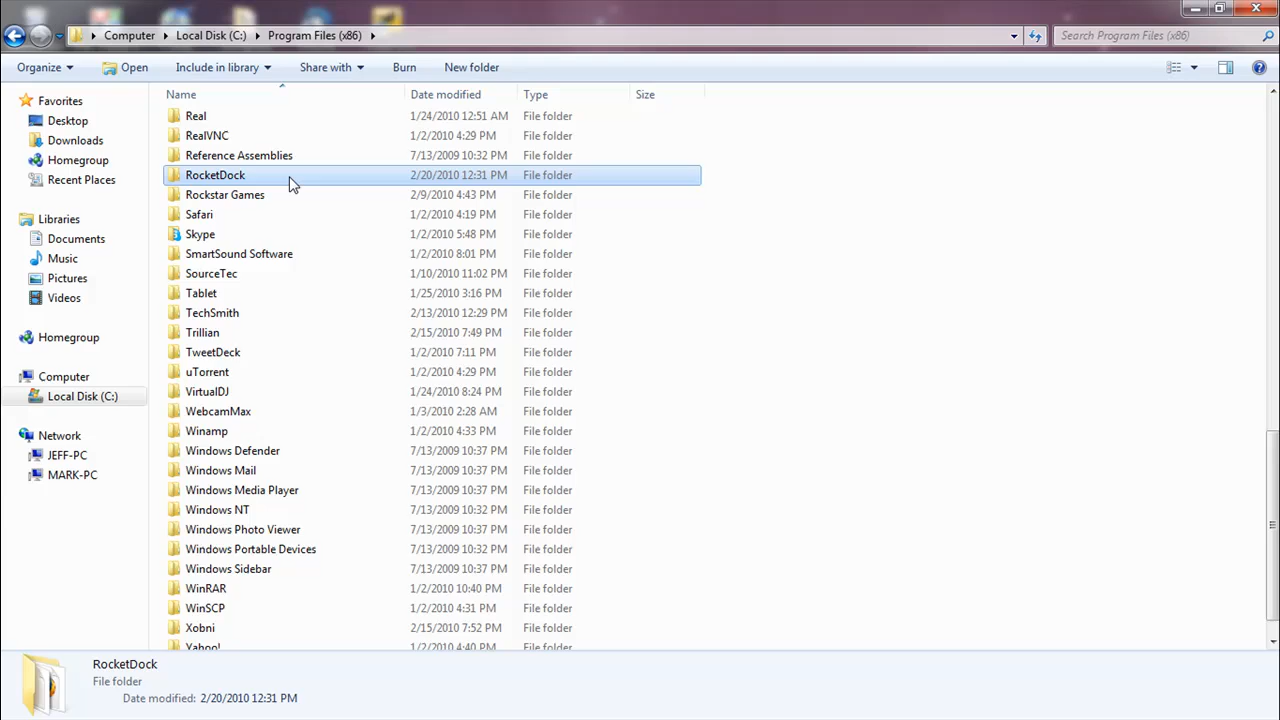 Computer Local Disk (C:) Program Files (x86)
Search Program Files (x86)
Organize Open Include in library Share with Burn New folder
Favorites
Desktop
Downloads
Homegroup
Recent Places
Libraries
Documents
Music
Pictures
Videos
Homegroup
Computer
Local Disk (C:)
Network
JEFF-PC
MARK-PC
Name Date modified Type Size
Real 1/24/2010 12:51 AM File folder
RealVNC 1/2/2010 4:29 PM File folder
Reference Assemblies 7/13/2009 10:32 PM File folder
RocketDock 2/20/2010 12:31 PM File folder
Rockstar Games 2/9/2010 4:43 PM File folder
Safari 1/2/2010 4:19 PM File folder
Skype 1/2/2010 5:48 PM File folder
SmartSound Software 1/2/2010 8:01 PM File folder
SourceTec 1/10/2010 11:02 PM File folder
Tablet 1/25/2010 3:16 PM File folder
TechSmith 2/13/2010 12:29 PM File folder
Trillian 2/15/2010 7:49 PM File folder
TweetDeck 1/2/2010 7:11 PM File folder
uTorrent 1/2/2010 4:29 PM File folder
VirtualDJ 1/24/2010 8:24 PM File folder
WebcamMax 1/3/2010 2:28 AM File folder
Winamp 1/2/2010 4:33 PM File folder
Windows Defender 7/13/2009 10:37 PM File folder
Windows Mail 7/13/2009 10:37 PM File folder
Windows Media Player 7/13/2009 10:37 PM File folder
Windows NT 7/13/2009 10:32 PM File folder
Windows Photo Viewer 7/13/2009 10:37 PM File folder
Windows Portable Devices 7/13/2009 10:32 PM File folder
Windows Sidebar 7/13/2009 10:37 PM File folder
WinRAR 1/2/2010 10:40 PM File folder
WinSCP 1/2/2010 4:31 PM File folder
Xobni 2/15/2010 7:52 PM File folder
Yahoo! 1/2/2010 4:40 PM File folder
RocketDock
File folder
Date modified: 2/20/2010 12:31 PM